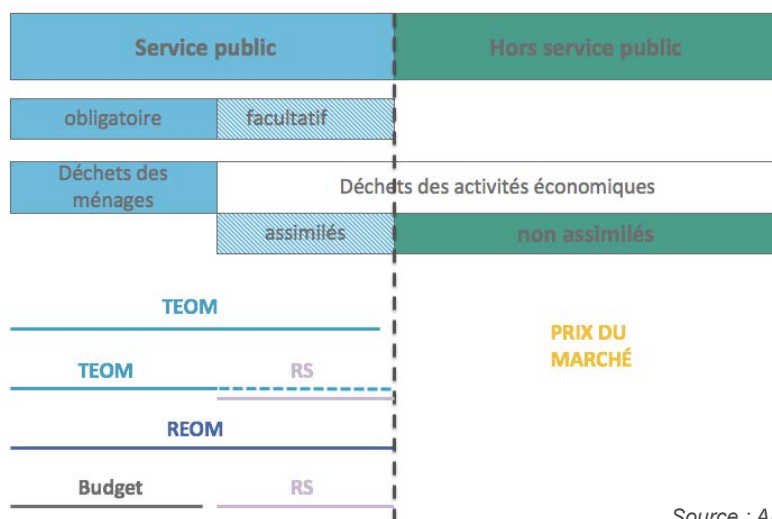 Service public
Hors service public
obligatoire
facultatif
Déchets des
ménages
Déchets des activités économiques
assimilés
non assimilés
TEOM
PRIX DU
MARCHÉ
TEOM
RS
REOM
Budget
RS
Source :